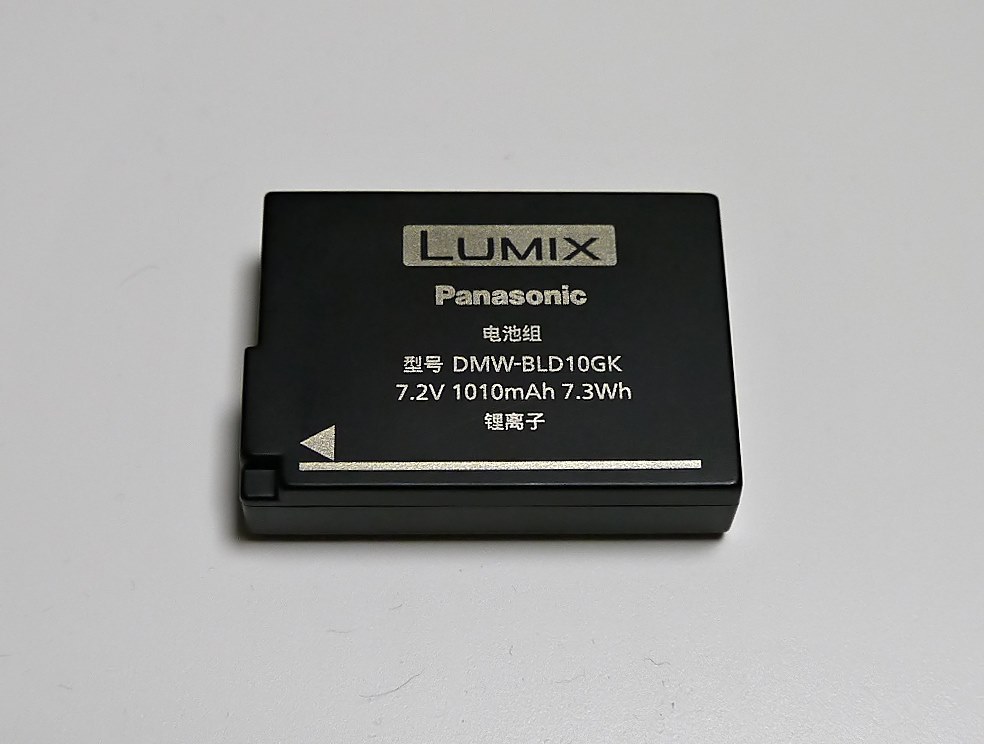 LUMIX
Panasonic
电池组
型号 DMW-BLD10GK
7.2V 1010mAh 7.3Wh
锂离子